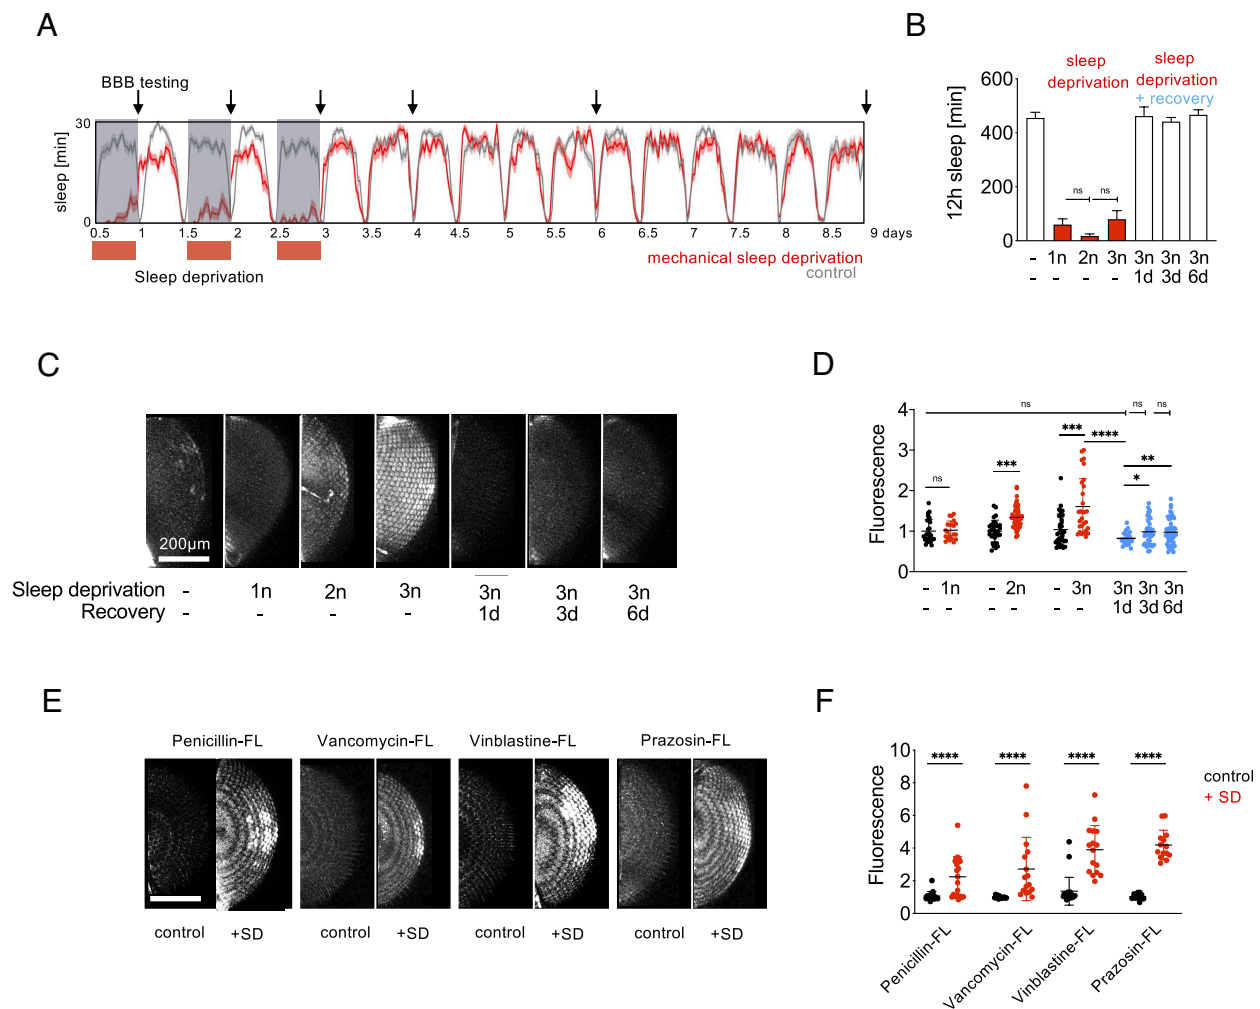 A
BBB testing
30
sleep [min]
0
0.5 1 1.5 2 2.5 3 3.5 4 4.5 5 5.5 6 6.5 7 7.5 8 8.5 9 days
Sleep deprivation
mechanical sleep deprivation
control
B
sleep deprivation
sleep deprivation + recovery
12h sleep [min]
600
400
200
0
ns ns
- 1n 2n 3n 3n 3n 3n
- - - - 1d 3d 6d
C
200µm
Sleep deprivation - 1n 2n 3n 3n 3n 3n
Recovery - - - - 1d 3d 6d
D
Fluorescence
4
3
2
1
0
ns ns ns
*** ****
ns *** ** *
- 1n - 2n - 3n 3n 3n 3n
- - - - - - 1d 3d 6d
E
Penicillin-FL Vancomycin-FL Vinblastine-FL Prazosin-FL
control +SD control +SD control +SD control +SD
F
Fluorescence
10
8
6
4
2
0
**** **** **** ****
control
+ SD
Penicillin-FL
Vancomycin-FL
Vinblastine-FL
Prazosin-FL